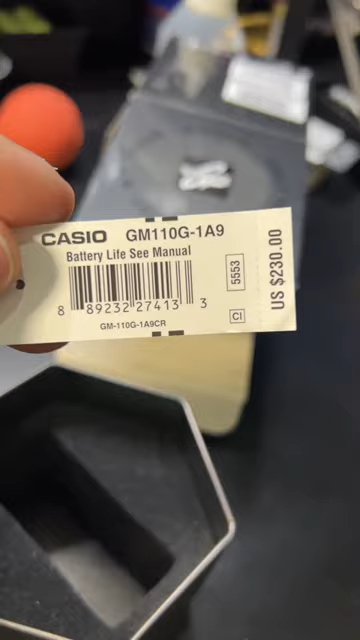 CASIO GM110G-1A9
Battery Life See Manual
5553
8 89232 27413 3
GM-110G-1A9CR
CI
US $230.00